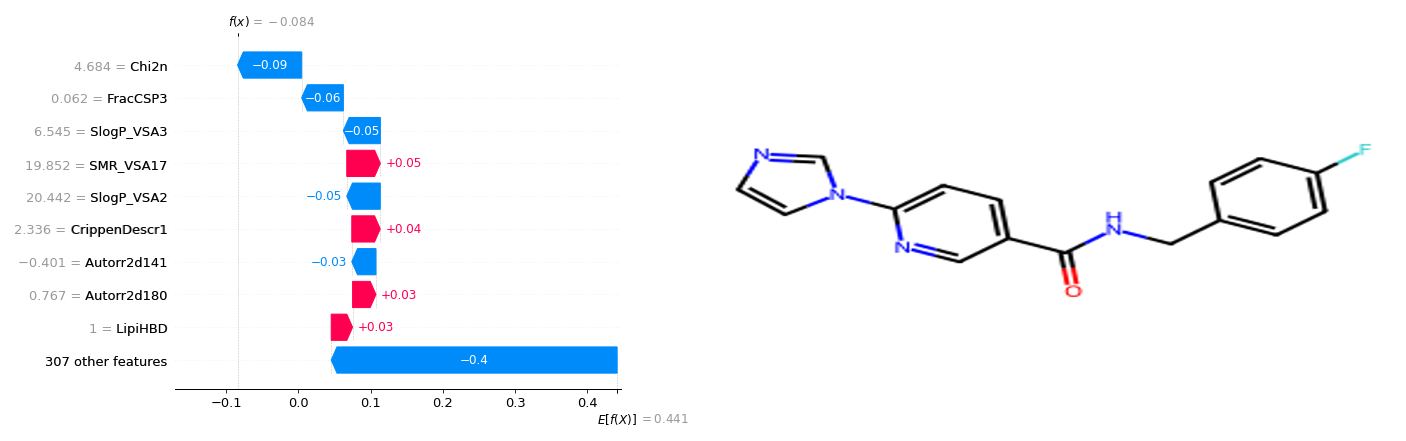 f(x) = −0.084
4.684 = Chi2n
−0.09
0.062 = FracCSP3
−0.06
6.545 = SlogP_VSA3
−0.05
19.852 = SMR_VSA17
+0.05
20.442 = SlogP_VSA2
−0.05
2.336 = CrippenDescr1
+0.04
−0.401 = Autorr2d141
−0.03
0.767 = Autorr2d180
+0.03
1 = LipiHBD
+0.03
307 other features
−0.4
−0.1 0.0 0.1 0.2 0.3 0.4
E[f(X)] = 0.441
N
N
N
O
H
N
F